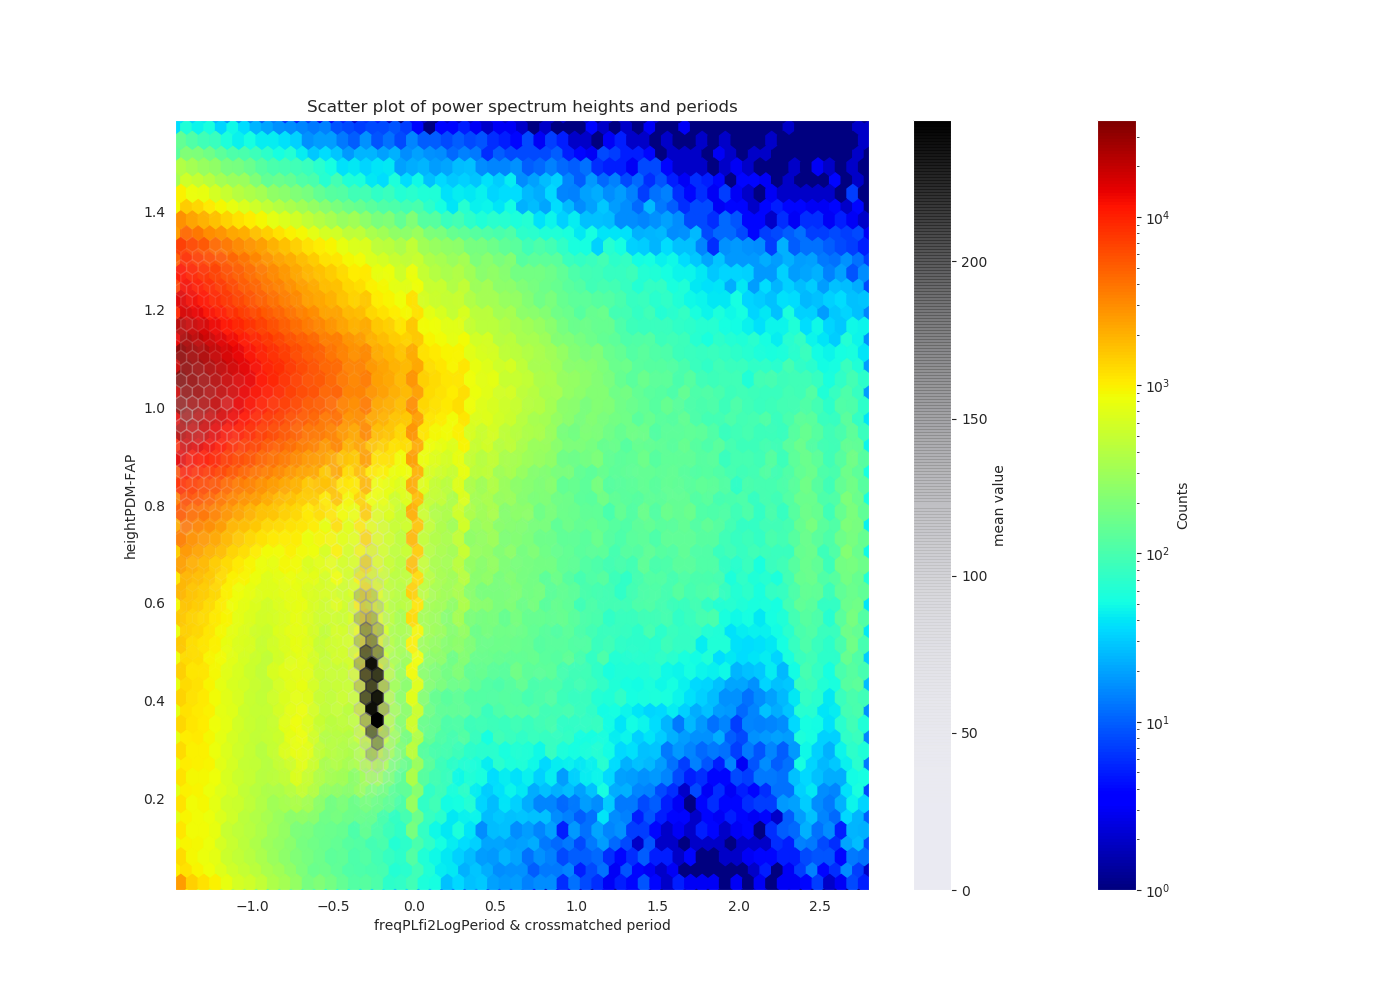 Scatter plot of power spectrum heights and periods
heightPDM-FAP
1.4
1.2
1.0
0.8
0.6
0.4
0.2
−1.0 −0.5 0.0 0.5 1.0 1.5 2.0 2.5
freqPLfi2LogPeriod & crossmatched period
200
150
100
50
0
mean value
10⁴
10³
10²
10¹
10⁰
Counts